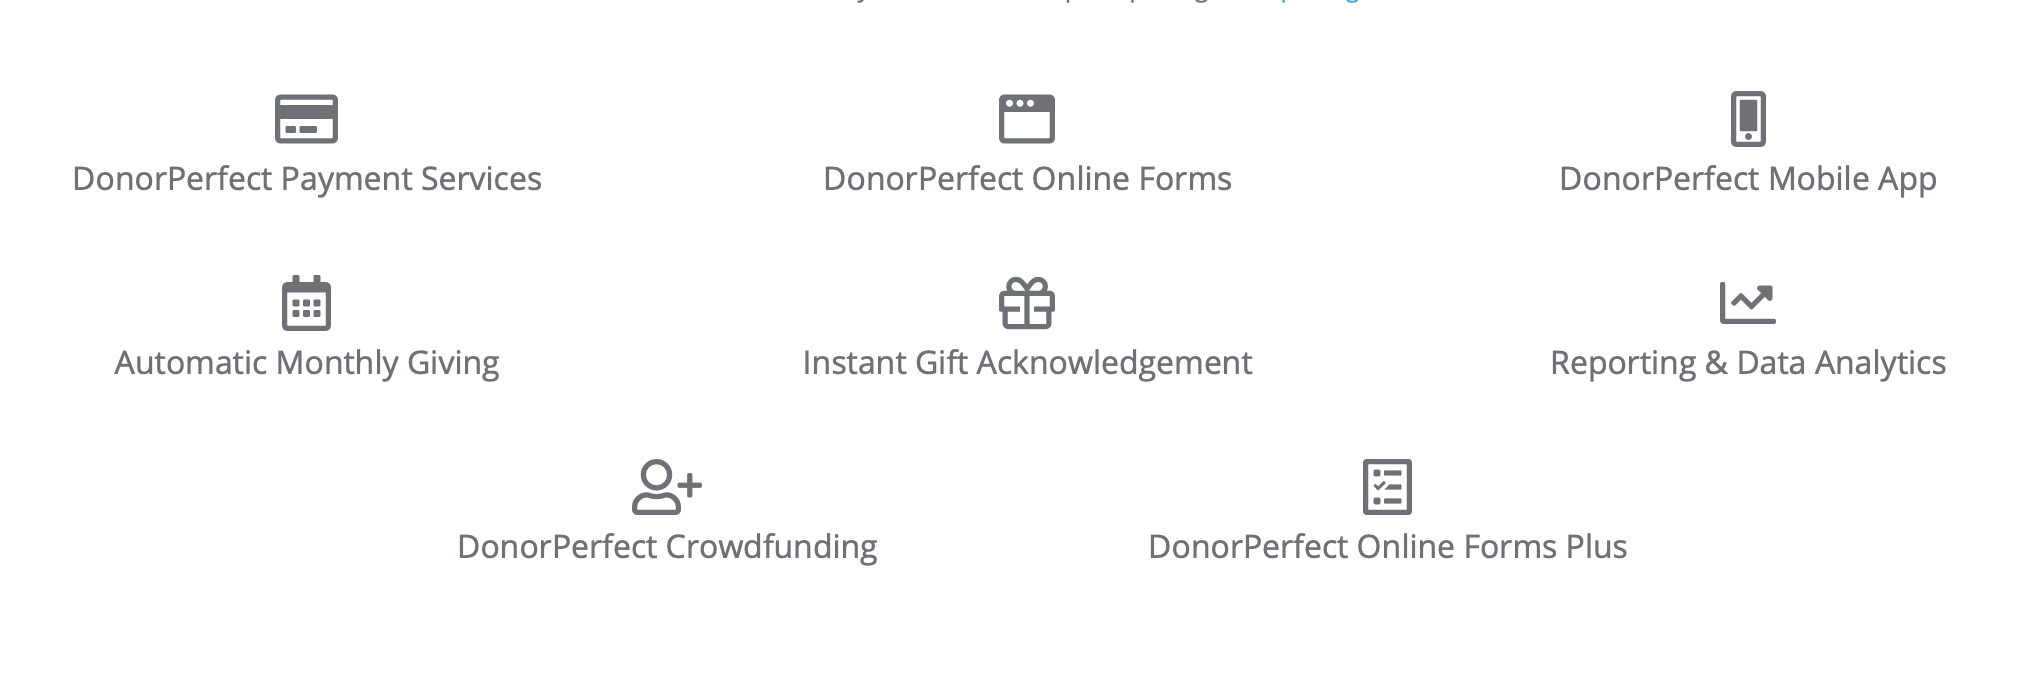 DonorPerfect Payment Services
DonorPerfect Online Forms
DonorPerfect Mobile App
Automatic Monthly Giving
Instant Gift Acknowledgement
Reporting & Data Analytics
DonorPerfect Crowdfunding
DonorPerfect Online Forms Plus